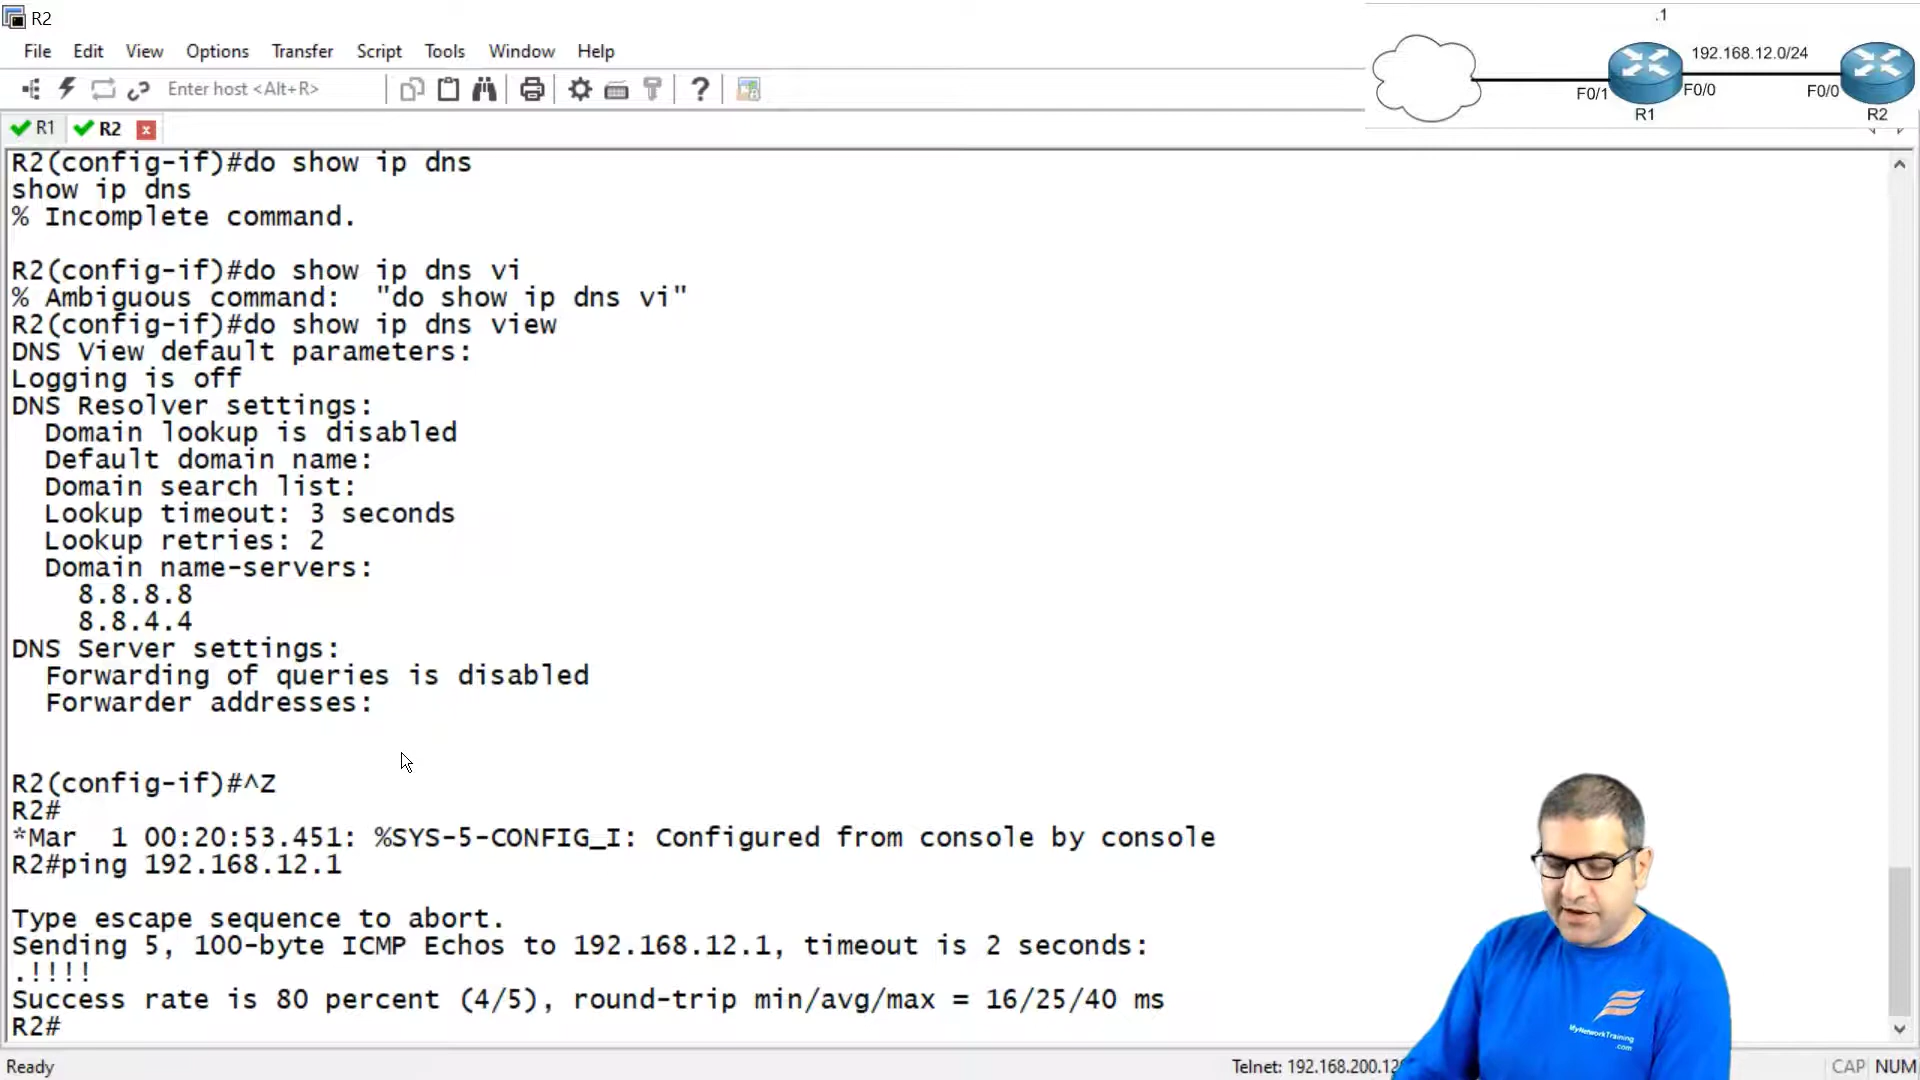 R2
File Edit View Options Transfer Script Tools Window Help
Enter host <Alt+R>
.1
192.168.12.0/24
F0/1
F0/0
F0/0
R1
R2
R1
R2
R2(config-if)#do show ip dns
show ip dns
% Incomplete command.
R2(config-if)#do show ip dns vi
% Ambiguous command:  "do show ip dns vi"
R2(config-if)#do show ip dns view
DNS View default parameters:
Logging is off
DNS Resolver settings:
  Domain lookup is disabled
  Default domain name:
  Domain search list:
  Lookup timeout: 3 seconds
  Lookup retries: 2
  Domain name-servers:
    8.8.8.8
    8.8.4.4
DNS Server settings:
  Forwarding of queries is disabled
  Forwarder addresses:
R2(config-if)#^Z
R2#
*Mar  1 00:20:53.451: %SYS-5-CONFIG_I: Configured from console by console
R2#ping 192.168.12.1
Type escape sequence to abort.
Sending 5, 100-byte ICMP Echos to 192.168.12.1, timeout is 2 seconds:
.!!!!
Success rate is 80 percent (4/5), round-trip min/avg/max = 16/25/40 ms
R2#
MyNetworkTraining
.com
Ready
Telnet:
CAP NUM